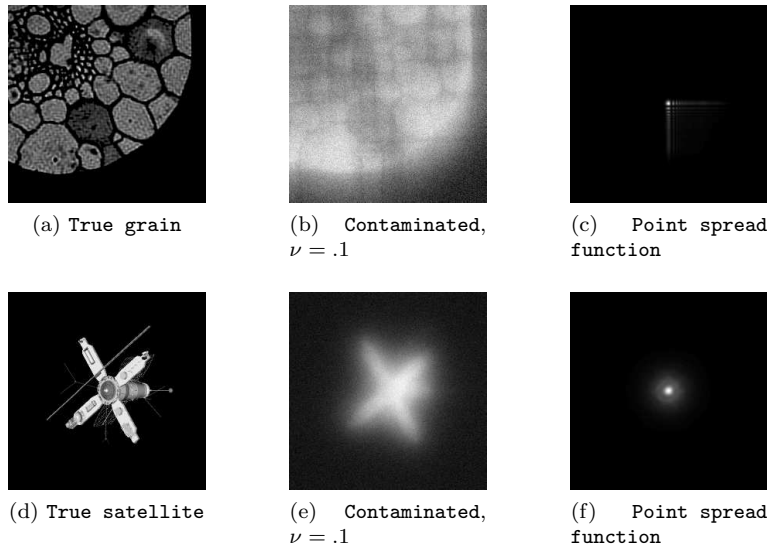 (a) True grain
(b) Contaminated,
ν = .1
(c) Point spread
function
(d) True satellite
(e) Contaminated,
ν = .1
(f) Point spread
function